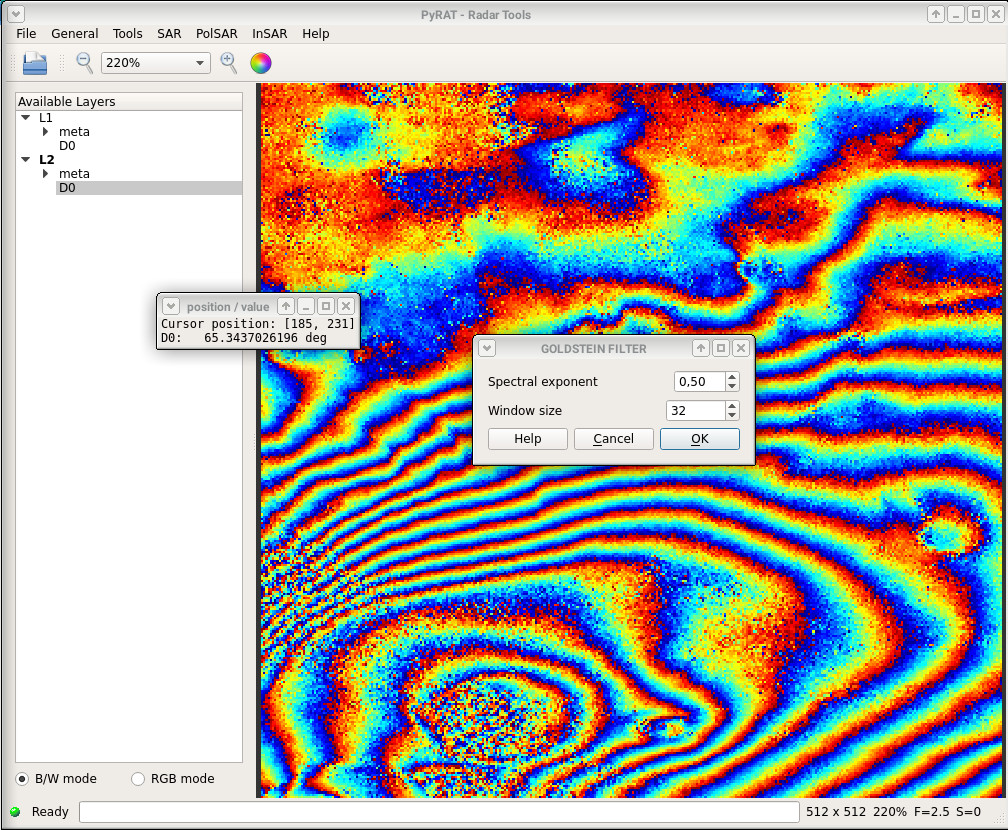 PyRAT - Radar Tools
File General Tools SAR PolSAR InSAR Help
220%
Available Layers
L1
meta
D0
L2
meta
D0
position / value
Cursor position: [185, 231]
D0: 65.3437026196 deg
GOLDSTEIN FILTER
Spectral exponent 0,50
Window size 32
Help Cancel OK
B/W mode RGB mode
Ready 512 x 512 220% F=2.5 S=0